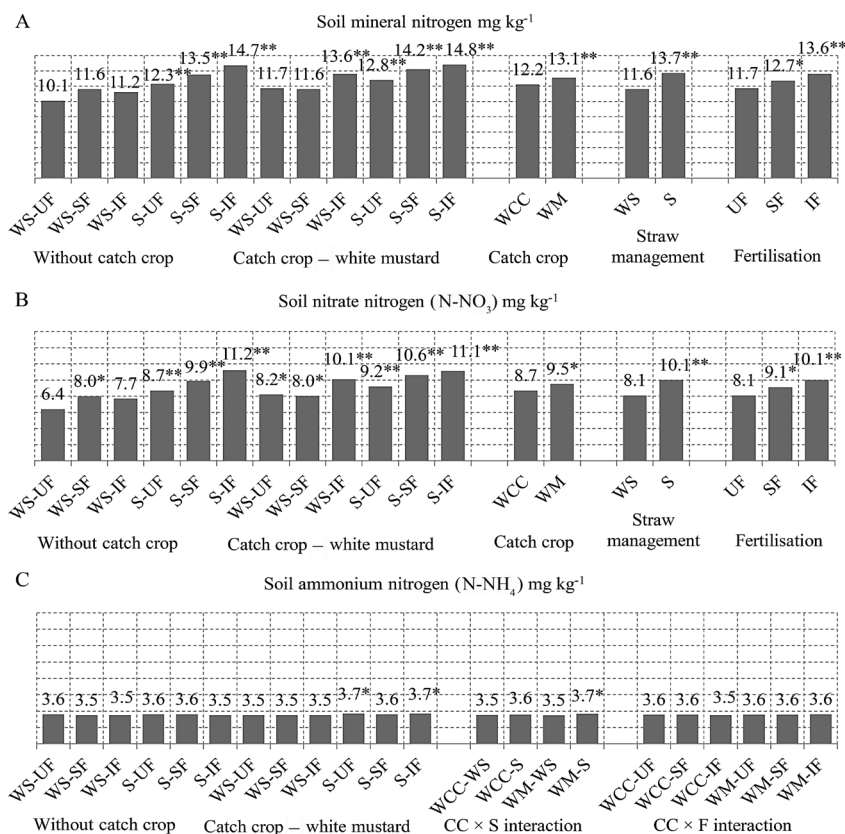 A
Soil mineral nitrogen mg kg⁻¹
10.1 11.6 11.2 12.3** 13.5** 14.7** 11.7 11.6 13.6** 12.8** 14.2** 14.8** 12.2 13.1** 11.6 13.7** 11.7 12.7* 13.6**
WS-UF WS-SF WS-IF S-UF S-SF S-IF WS-UF WS-SF WS-IF S-UF S-SF S-IF WCC WM WS S UF SF IF
Without catch crop Catch crop – white mustard Catch crop Straw management Fertilisation
B
Soil nitrate nitrogen (N-NO₃) mg kg⁻¹
6.4 8.0* 7.7 8.7** 9.9** 11.2** 8.2* 8.0* 10.1** 9.2** 10.6** 11.1** 8.7 9.5* 8.1 10.1** 8.1 9.1* 10.1**
WS-UF WS-SF WS-IF S-UF S-SF S-IF WS-UF WS-SF WS-IF S-UF S-SF S-IF WCC WM WS S UF SF IF
Without catch crop Catch crop – white mustard Catch crop Straw management Fertilisation
C
Soil ammonium nitrogen (N-NH₄) mg kg⁻¹
3.6 3.5 3.5 3.6 3.6 3.5 3.5 3.5 3.5 3.7* 3.6 3.7* 3.5 3.6 3.5 3.7* 3.6 3.6 3.5 3.6 3.6 3.6
WS-UF WS-SF WS-IF S-UF S-SF S-IF WS-UF WS-SF WS-IF S-UF S-SF S-IF WCC-WS WCC-S WM-WS WM-S WCC-UF WCC-SF WCC-IF WM-UF WM-SF WM-IF
Without catch crop Catch crop – white mustard CC × S interaction CC × F interaction